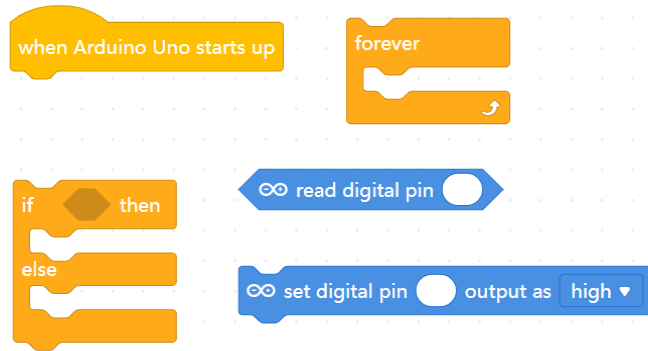 when Arduino Uno starts up
forever
if then
read digital pin
else
set digital pin output as high